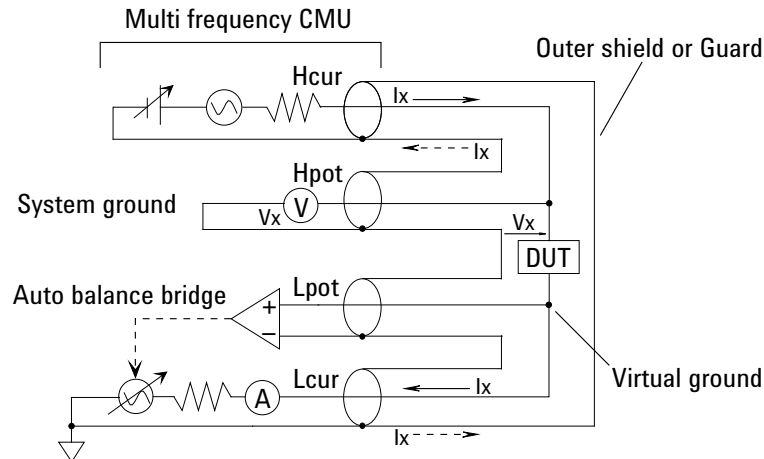 Multi frequency CMU
Outer shield or Guard
Hcur
Ix
Ix
Hpot
System ground
V
Vx
Vx
DUT
Lpot
Auto balance bridge
+
−
Virtual ground
Lcur
A
Ix
Ix